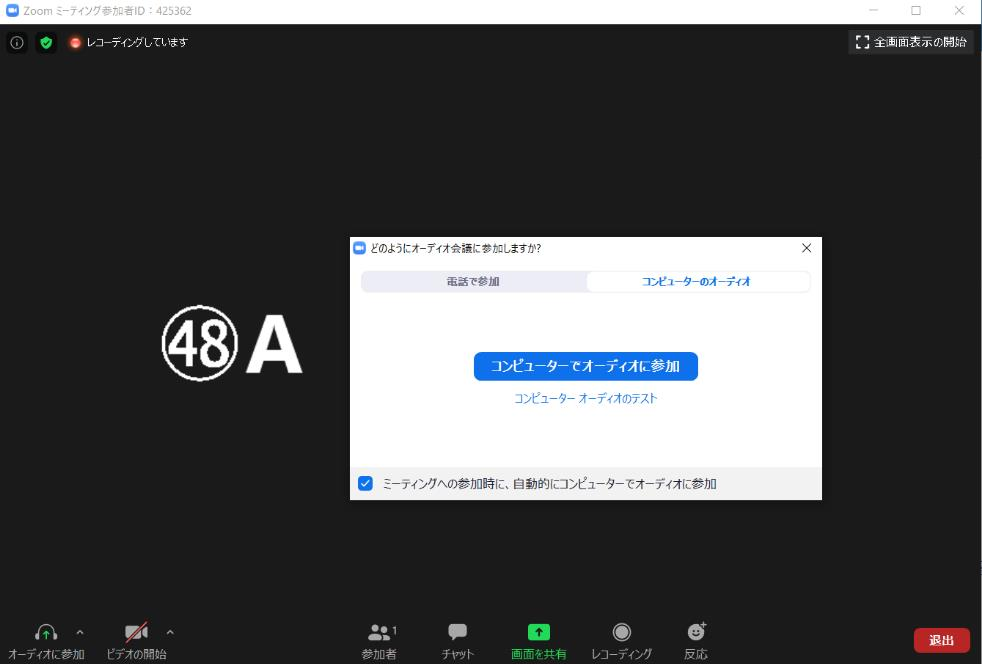 Zoom ミーティング参加者ID：425362
レコーディングしています
全画面表示の開始
㊽A
どのようにオーディオ会議に参加しますか?
電話で参加
コンピューターのオーディオ
コンピューターでオーディオに参加
コンピューター オーディオのテスト
ミーティングへの参加時に、自動的にコンピューターでオーディオに参加
オーディオに参加
ビデオの開始
1
参加者
チャット
画面を共有
レコーディング
反応
退出